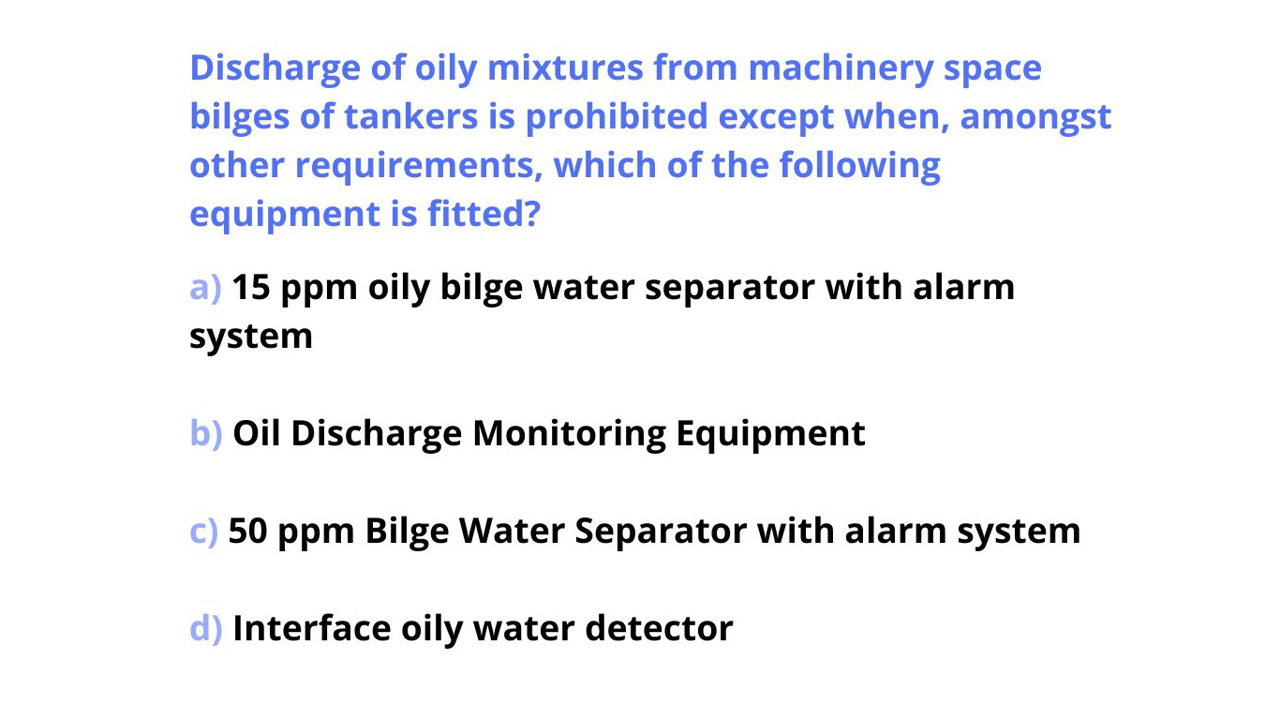 Discharge of oily mixtures from machinery space
bilges of tankers is prohibited except when, amongst
other requirements, which of the following
equipment is fitted?
a) 15 ppm oily bilge water separator with alarm
system
b) Oil Discharge Monitoring Equipment
c) 50 ppm Bilge Water Separator with alarm system
d) Interface oily water detector